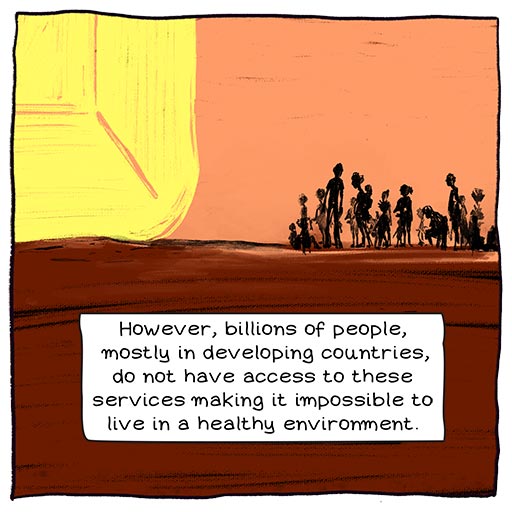 However, billions of people,
mostly in developing countries,
do not have access to these
services making it impossible to
live in a healthy environment.